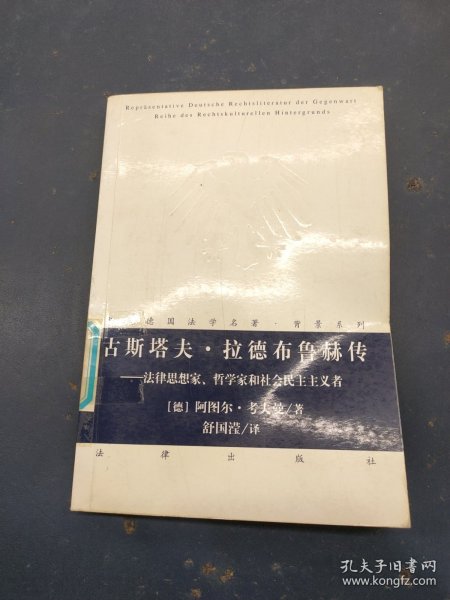 Repräsentative Deutsche Rechtsliteratur der Gegenwart
Reihe des Rechtskulturellen Hintergrunds
德国法学名著·背景系列
古斯塔夫·拉德布鲁赫传
——法律思想家、哲学家和社会民主主义者
[德] 阿图尔·考夫曼/著
舒国滢/译
法律出版社
孔夫子旧书网
www.kongfz.com